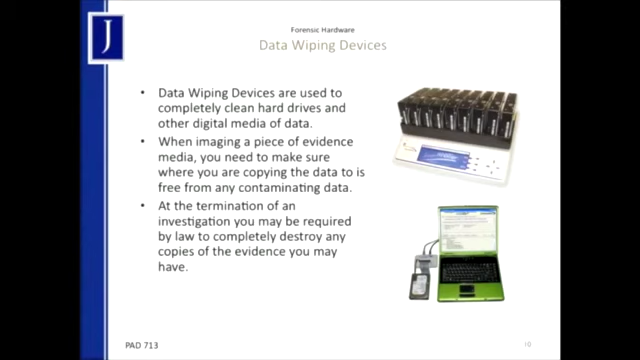 J
Forensic Hardware
Data Wiping Devices
• Data Wiping Devices are used to
completely clean hard drives and
other digital media of data.
• When imaging a piece of evidence
media, you need to make sure
where you are copying the data to is
free from any contaminating data.
• At the termination of an
investigation you may be required
by law to completely destroy any
copies of the evidence you may
have.
PAD 713
10